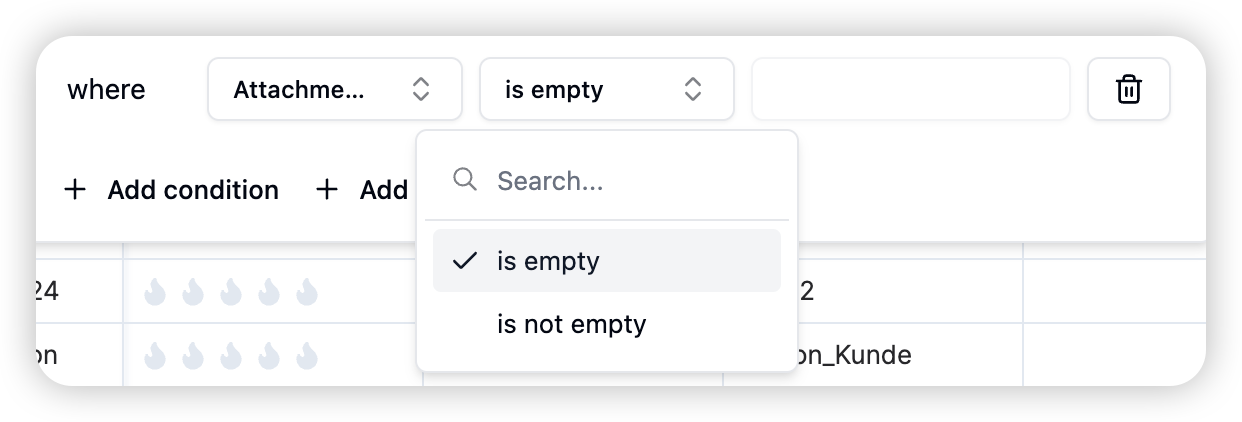 where Attachme... is empty
Search...
+ Add condition + Add
is empty
24 2
is not empty
on on_Kunde